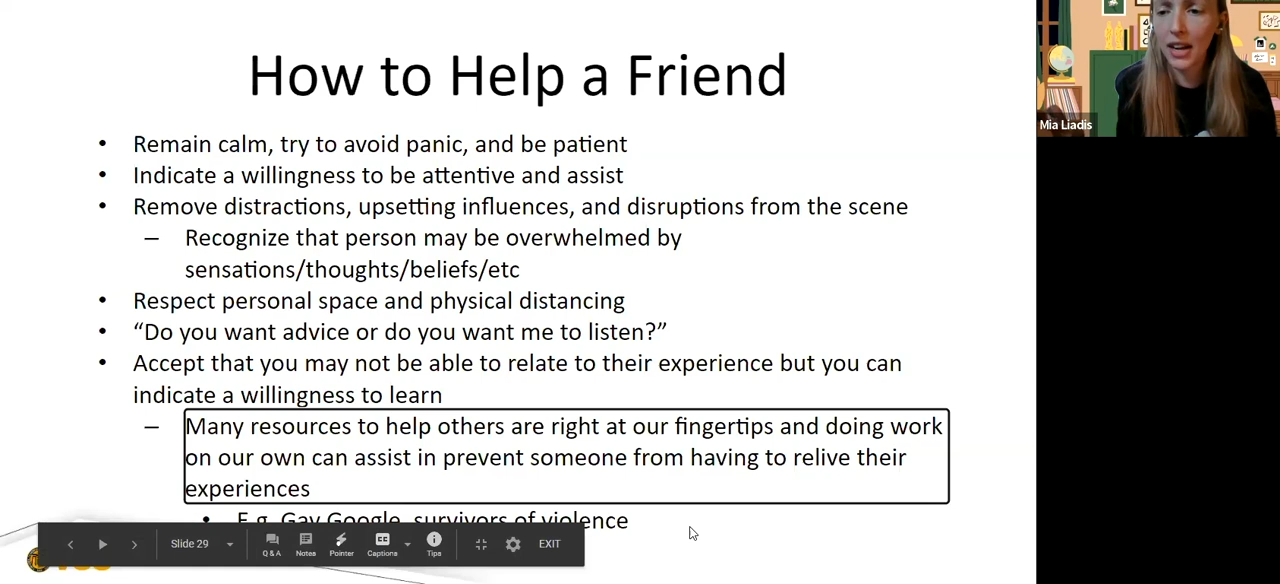 How to Help a Friend
Mia Liadis
• Remain calm, try to avoid panic, and be patient
• Indicate a willingness to be attentive and assist
• Remove distractions, upsetting influences, and disruptions from the scene
– Recognize that person may be overwhelmed by
sensations/thoughts/beliefs/etc
• Respect personal space and physical distancing
• “Do you want advice or do you want me to listen?”
• Accept that you may not be able to relate to their experience but you can
indicate a willingness to learn
– Many resources to help others are right at our fingertips and doing work
on our own can assist in prevent someone from having to relive their
experiences
• E.g. Gay Google, survivors of violence
Slide 29 Q & A Notes Pointer Captions Tips EXIT